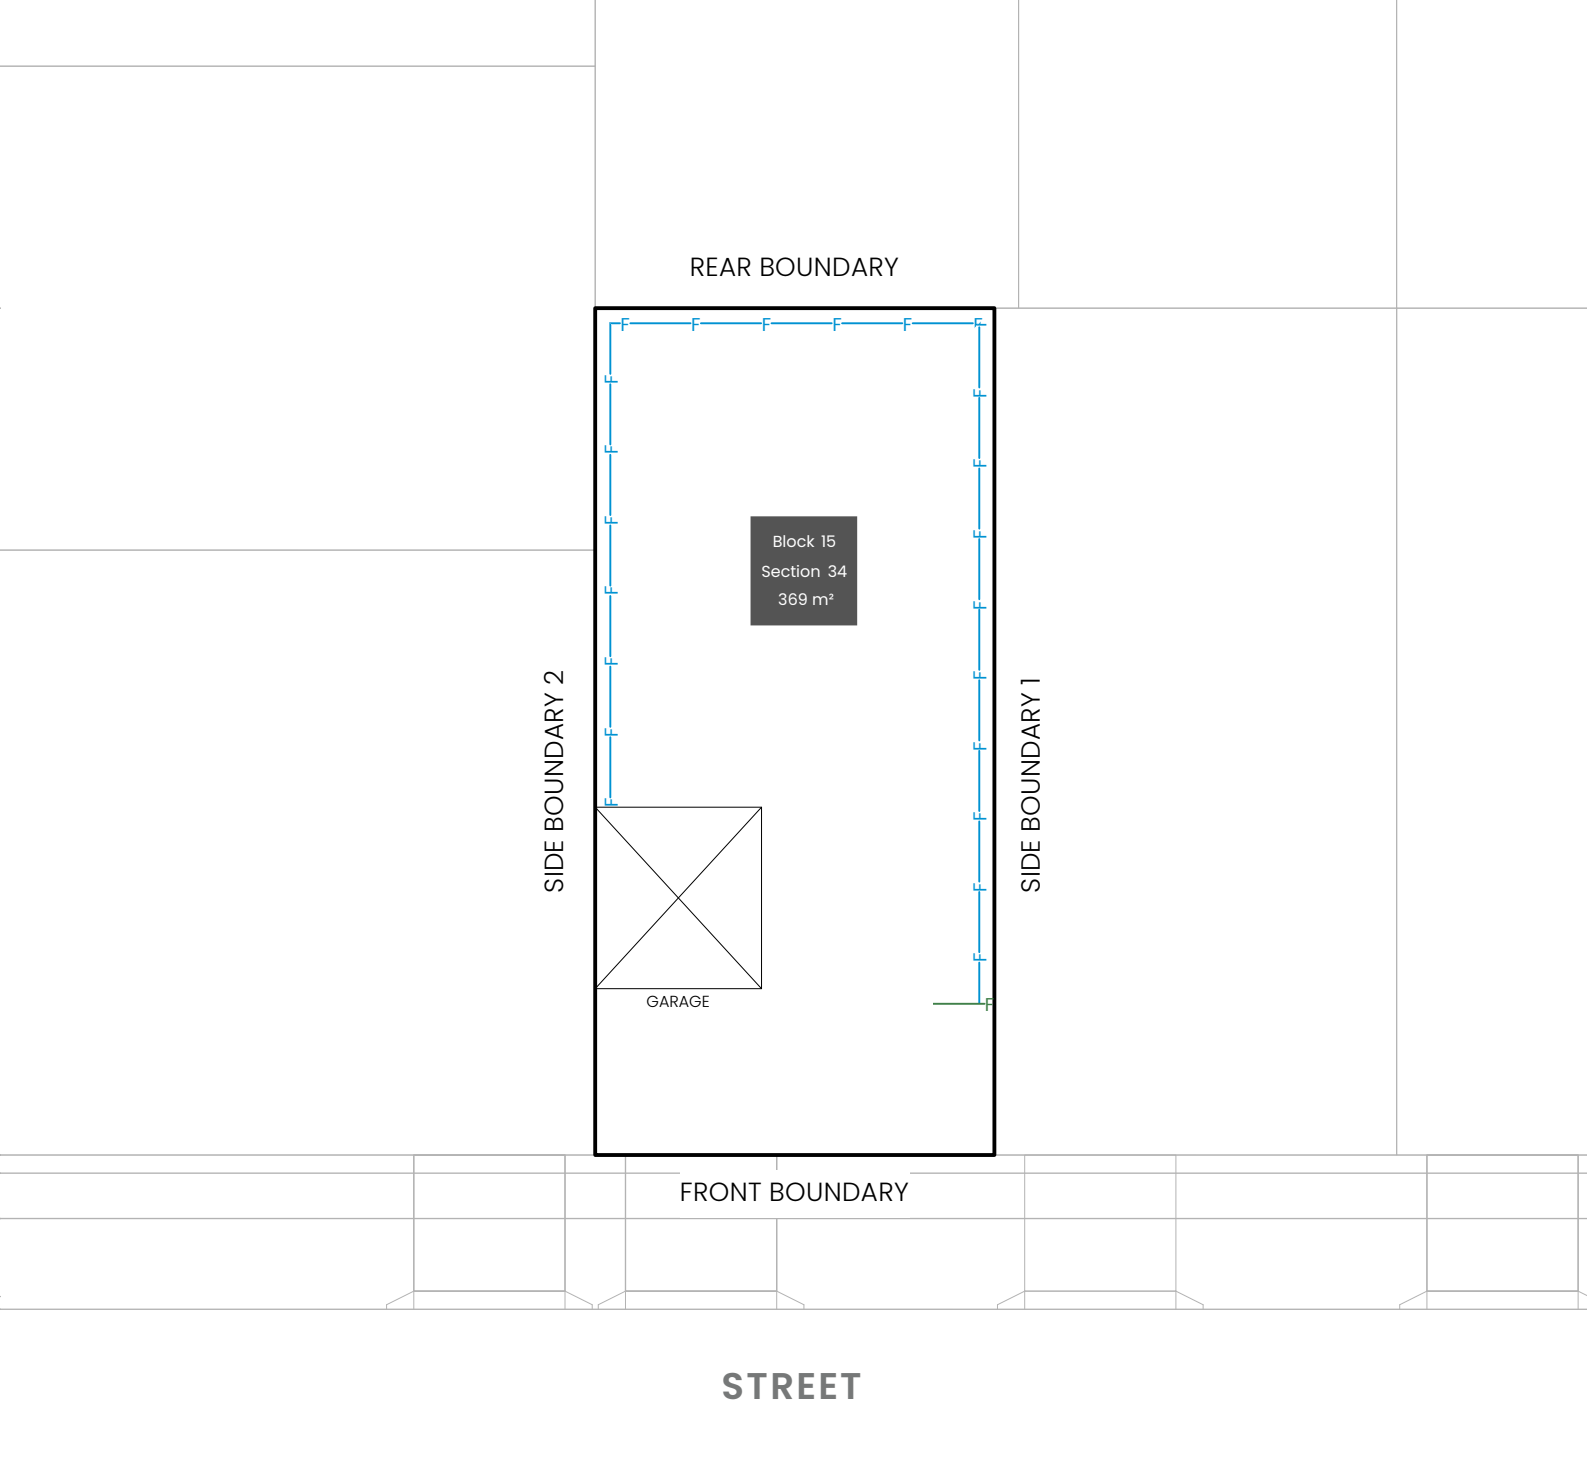 REAR BOUNDARY
F F F F F F
F F F F F F F
F F F F F F F F F
Block 15
Section 34
369 m²
SIDE BOUNDARY 2
SIDE BOUNDARY 1
GARAGE
F
FRONT BOUNDARY
STREET